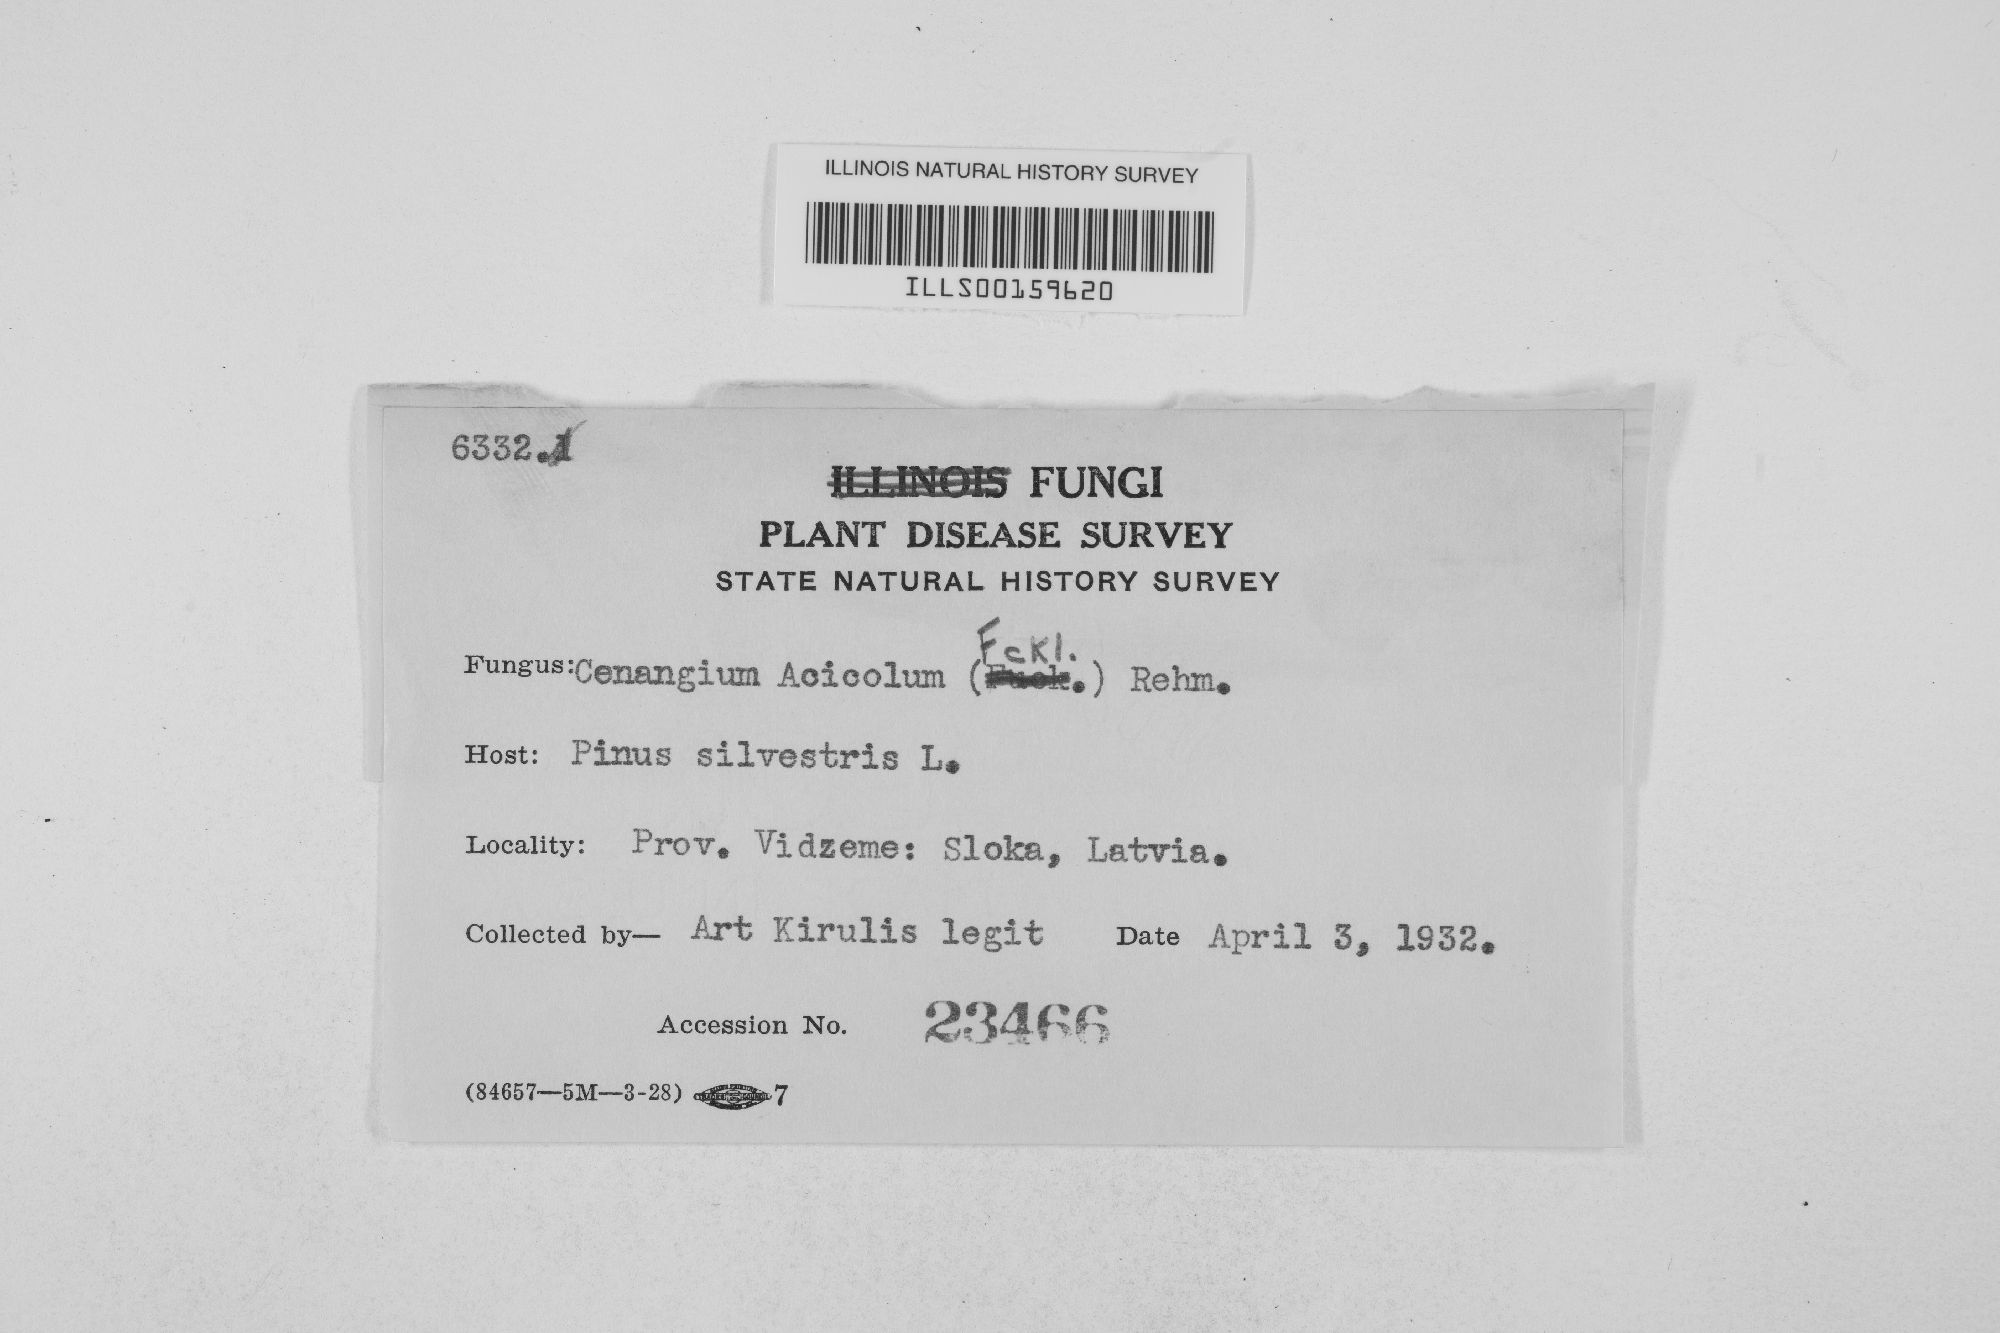 ILLINOIS NATURAL HISTORY SURVEY
ILLS00159620
6332.1
ILLINOIS FUNGI
PLANT DISEASE SURVEY
STATE NATURAL HISTORY SURVEY
Fckl.
Fungus: Cenangium Acicolum (Fuck.) Rehm.
Host: Pinus silvestris L.
Locality: Prov. Vidzeme: Sloka, Latvia.
Collected by— Art Kirulis legit Date April 3, 1932.
Accession No. 23466
(84657—5M—3-28) 7